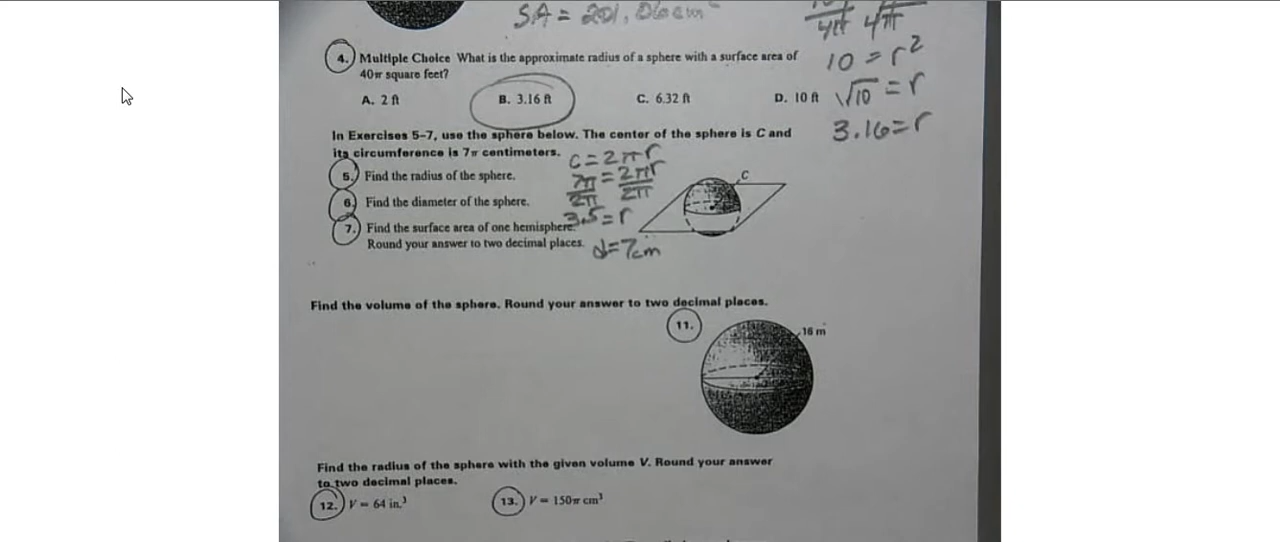 SA = 201.06 cm²
4π 4π
4. Multiple Choice What is the approximate radius of a sphere with a surface area of
40π square feet?
10 = r²
A. 2 ft B. 3.16 ft C. 6.32 ft D. 10 ft
√10 = r
3.16 = r
In Exercises 5–7, use the sphere below. The center of the sphere is C and
its circumference is 7π centimeters.
C = 2πr
5. Find the radius of the sphere.
7π = 2πr
2π 2π
C
6. Find the diameter of the sphere.
3.5 = r
7. Find the surface area of one hemisphere.
Round your answer to two decimal places.
d = 7cm
Find the volume of the sphere. Round your answer to two decimal places.
11.
16 m
Find the radius of the sphere with the given volume V. Round your answer
to two decimal places.
12. V = 64 in.³ 13. V = 150π cm³